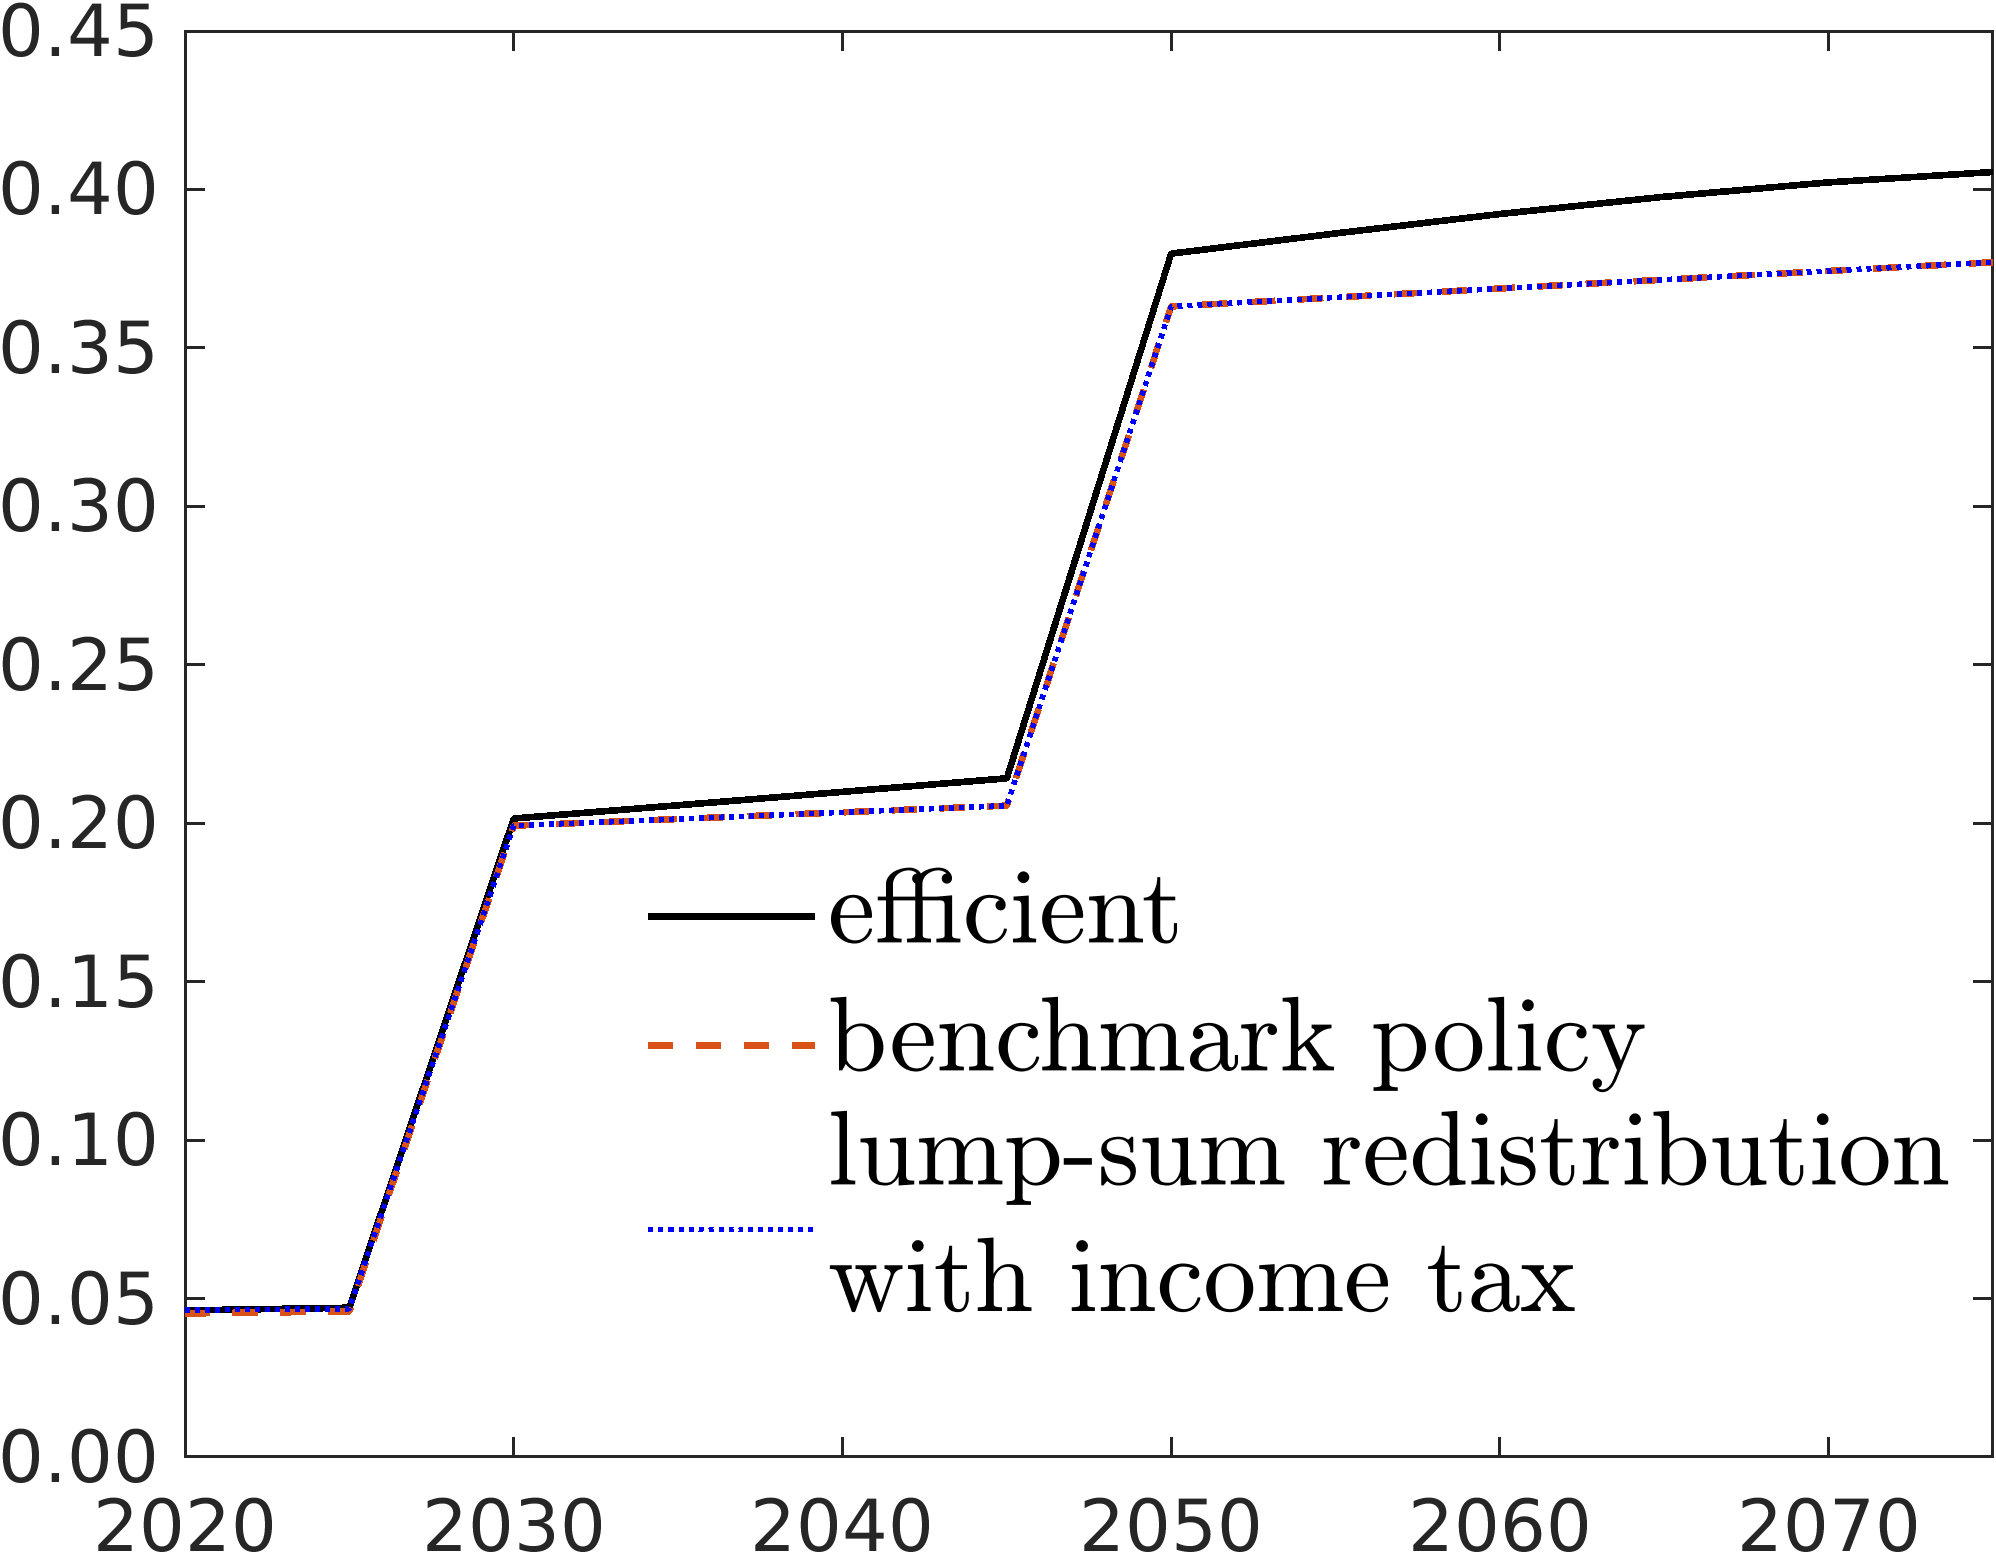 0.45
0.40
0.35
0.30
0.25
0.20
0.15
0.10
0.05
0.00
efficient
benchmark policy
lump-sum redistribution
with income tax
2020 2030 2040 2050 2060 2070